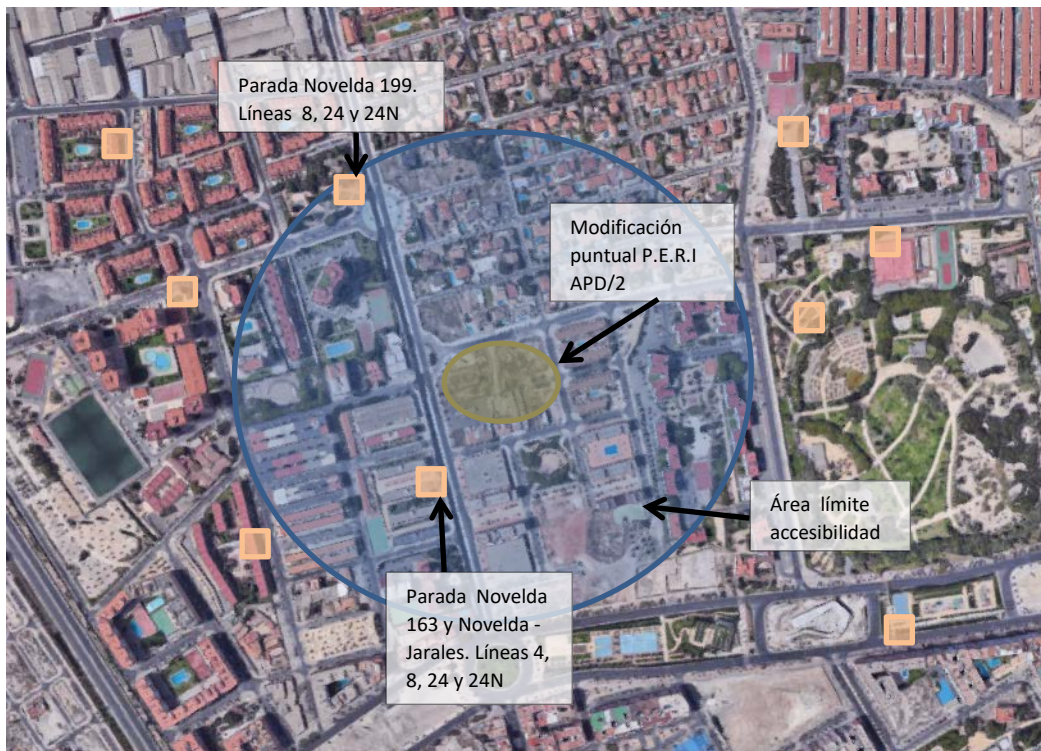 Parada Novelda 199.
Líneas 8, 24 y 24N
Modificación
puntual P.E.R.I
APD/2
Área límite
accesibilidad
Parada Novelda
163 y Novelda -
Jarales. Líneas 4,
8, 24 y 24N